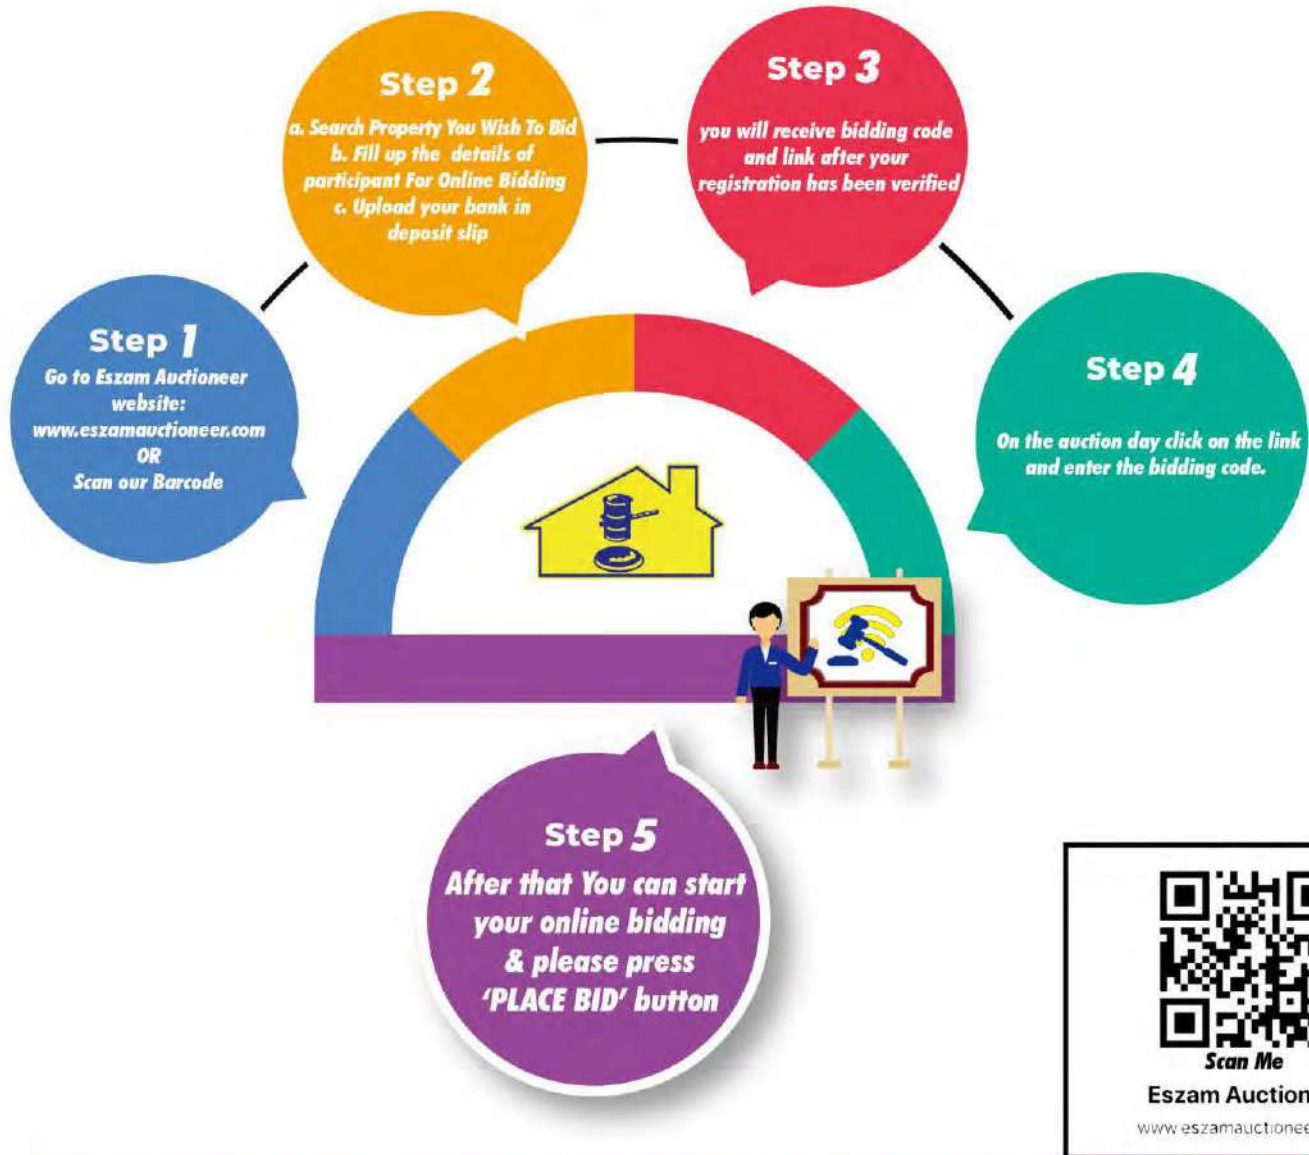 Step 1
Go to Eszam Auctioneer
website:
www.eszamauctioneer.com
OR
Scan our Barcode
Step 2
a. Search Property You Wish To Bid
b. Fill up the details of
participant For Online Bidding
c. Upload your bank in
deposit slip
Step 3
you will receive bidding code
and link after your
registration has been verified
Step 4
On the auction day click on the link
and enter the bidding code.
Step 5
After that You can start
your online bidding
& please press
‘PLACE BID’ button
Scan Me
Eszam Auction
www.eszamauctionee